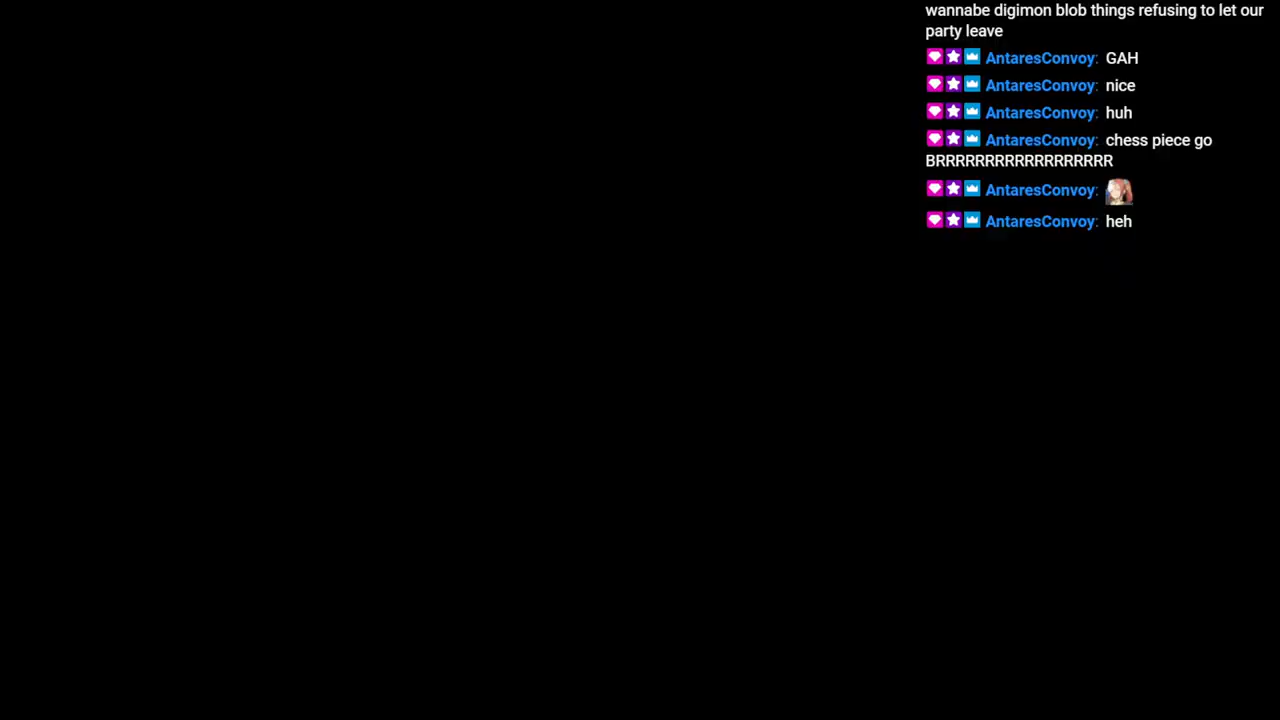 wannabe digimon blob things refusing to let our
party leave
AntaresConvoy: GAH
AntaresConvoy: nice
AntaresConvoy: huh
AntaresConvoy: chess piece go
BRRRRRRRRRRRRRRRRRR
AntaresConvoy:
AntaresConvoy: heh